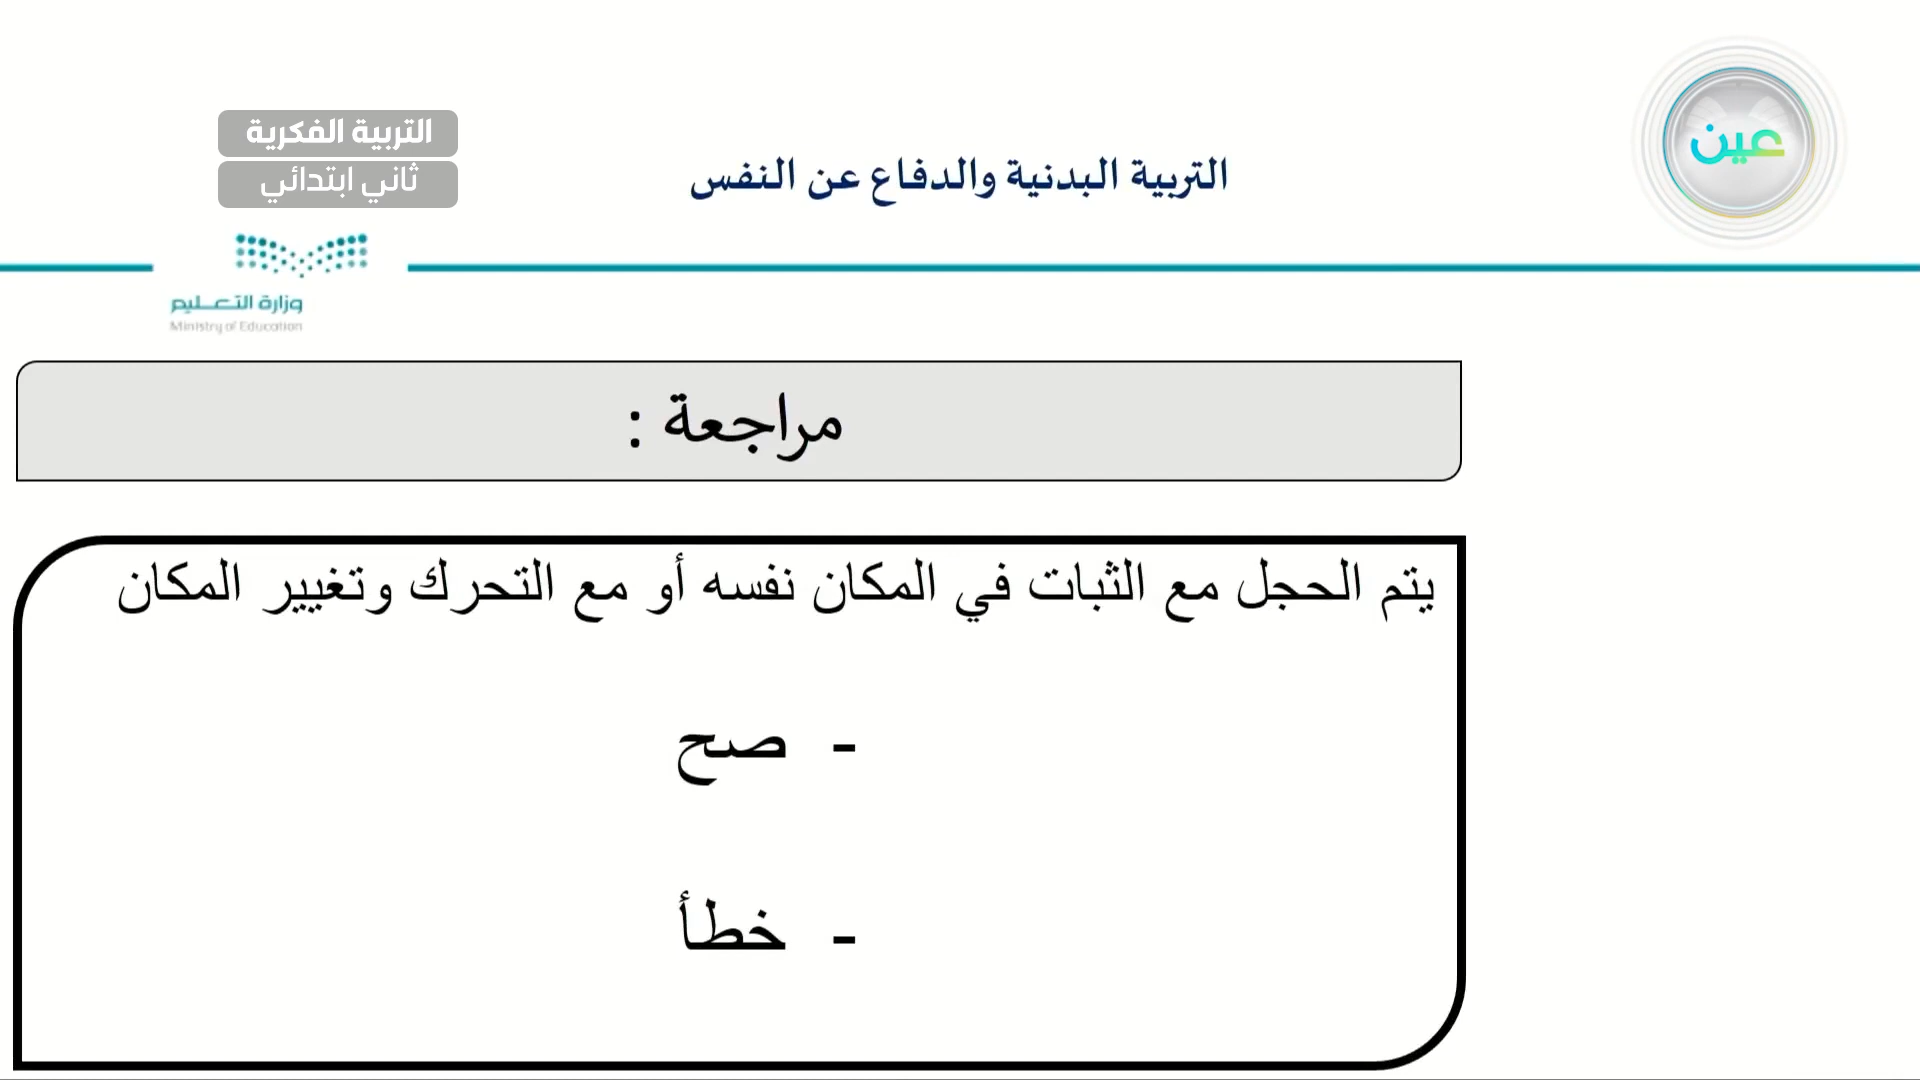 عين
التربية الفكرية
ثاني ابتدائي
التربية البدنية والدفاع عن النفس
وزارة التعليم
Ministry of Education
مراجعة :
يتم الحجل مع الثبات في المكان نفسه أو مع التحرك وتغيير المكان
- صح
- خطأ